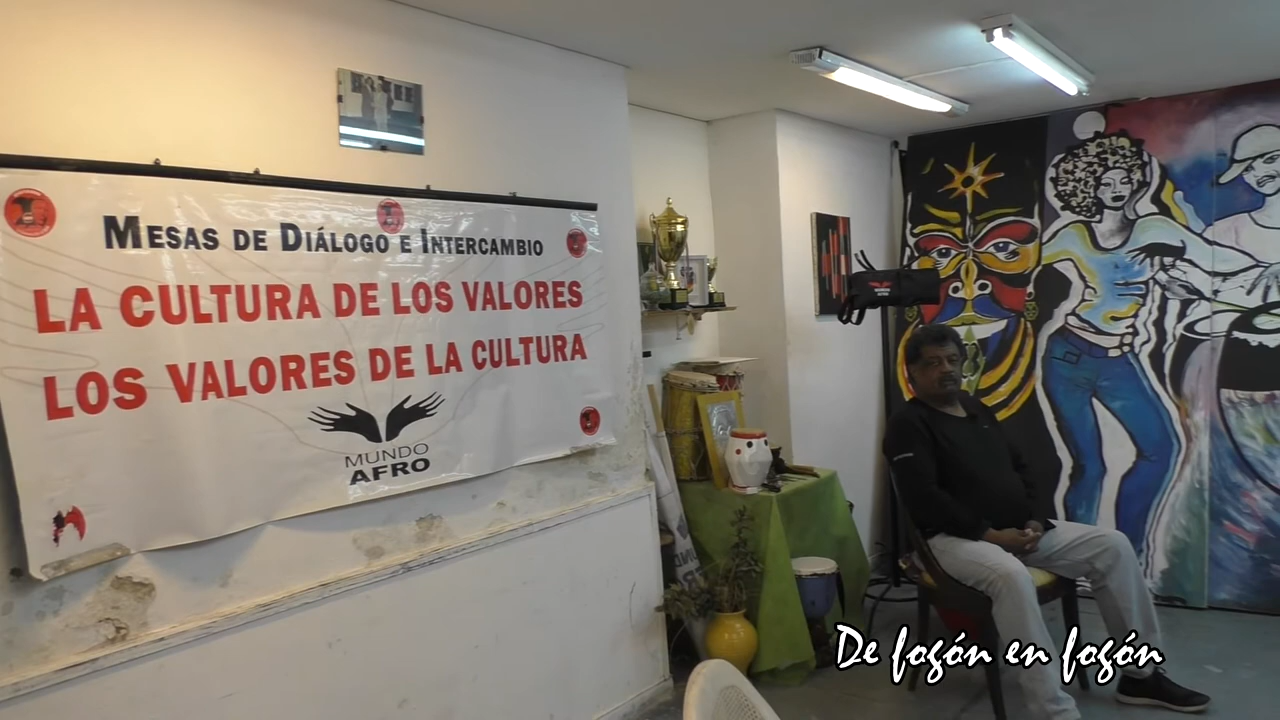 MESAS DE DIÁLOGO E INTERCAMBIO
LA CULTURA DE LOS VALORES
LOS VALORES DE LA CULTURA
MUNDO
AFRO
De fogón en fogón